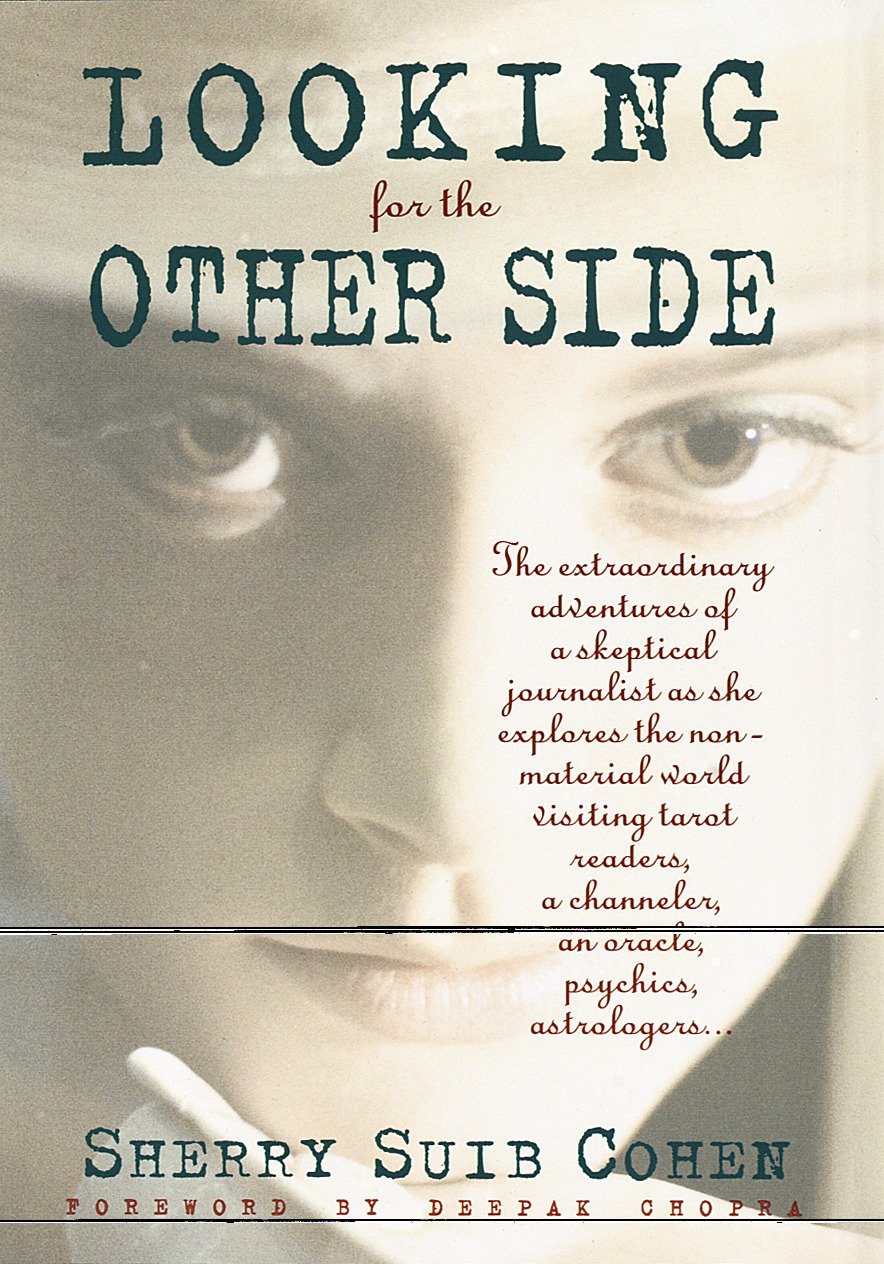 LOOKING
for the
OTHER SIDE
The extraordinary
adventures of
a skeptical
journalist as she
explores the non-
material world
visiting tarot
readers,
a channeler,
an oracle,
psychics,
astrologers...
SHERRY SUIB COHEN
FOREWORD BY DEEPAK CHOPRA